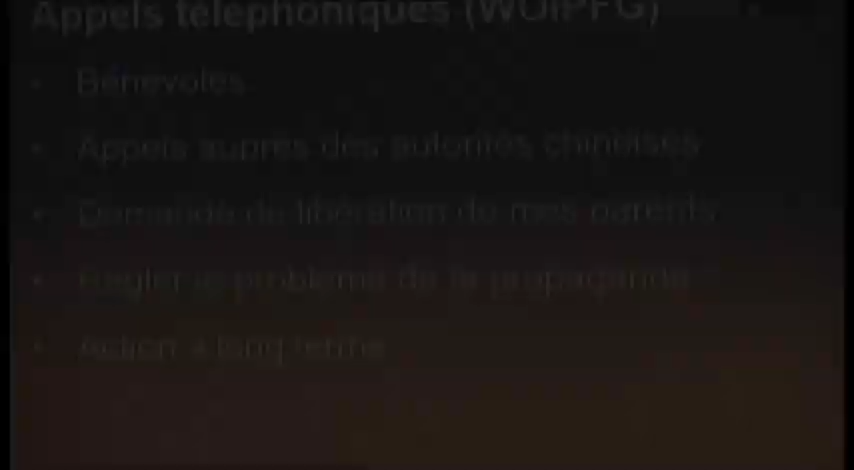 Appels téléphoniques (WOIPFG)
• Bénévoles
• Appels auprès des autorités chinoises
• Demande de libération de mes parents
• Régler le problème de la propagande
• Action à long terme